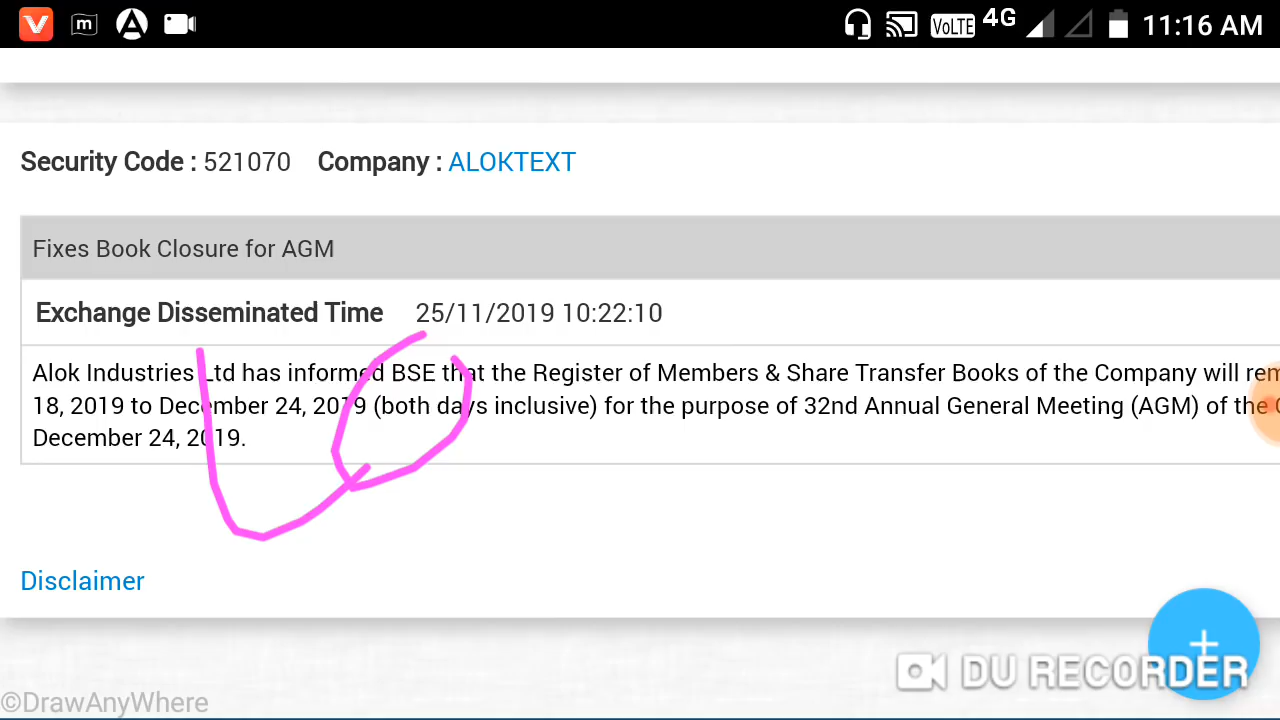 m
VoLTE 4G 11:16 AM
Security Code : 521070 Company : ALOKTEXT
Fixes Book Closure for AGM
Exchange Disseminated Time 25/11/2019 10:22:10
Alok Industries Ltd has informed BSE that the Register of Members & Share Transfer Books of the Company will
18, 2019 to December 24, 2019 (both days inclusive) for the purpose of 32nd Annual General Meeting (AGM) of the
December 24, 2019.
Disclaimer
DU RECORDER
©DrawAnyWhere